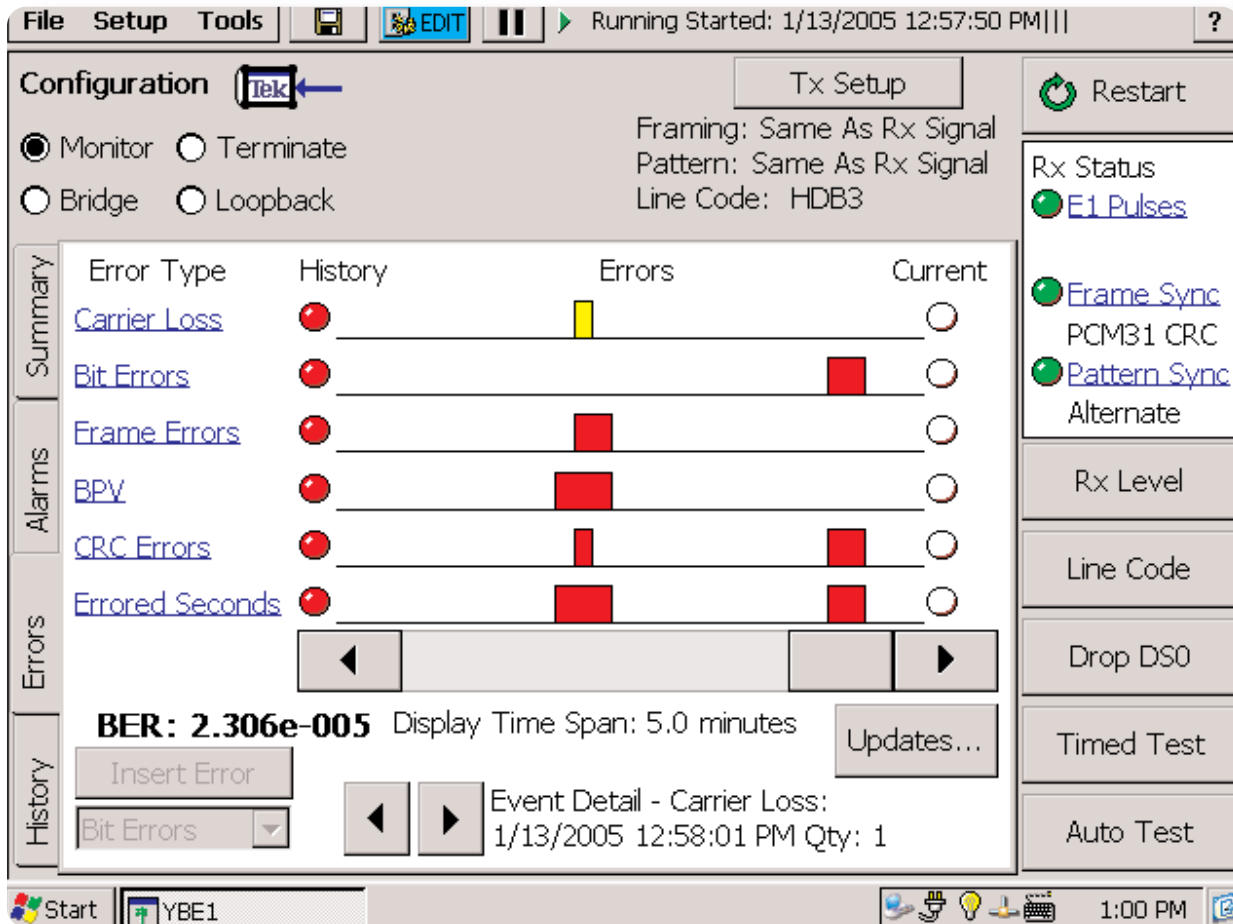 File Setup Tools EDIT Running Started: 1/13/2005 12:57:50 PM||| ?
Configuration Tek Tx Setup
Monitor Terminate
Bridge Loopback
Framing: Same As Rx Signal
Pattern: Same As Rx Signal
Line Code: HDB3
Restart
Rx Status
E1 Pulses
Frame Sync
PCM31 CRC
Pattern Sync
Alternate
Rx Level
Line Code
Drop DS0
Timed Test
Auto Test
Summary
Alarms
Errors
History
Error Type History Errors Current
Carrier Loss
Bit Errors
Frame Errors
BPV
CRC Errors
Errored Seconds
BER: 2.306e-005 Display Time Span: 5.0 minutes
Updates...
Insert Error
Bit Errors
Event Detail - Carrier Loss:
1/13/2005 12:58:01 PM Qty: 1
Start YBE1 1:00 PM